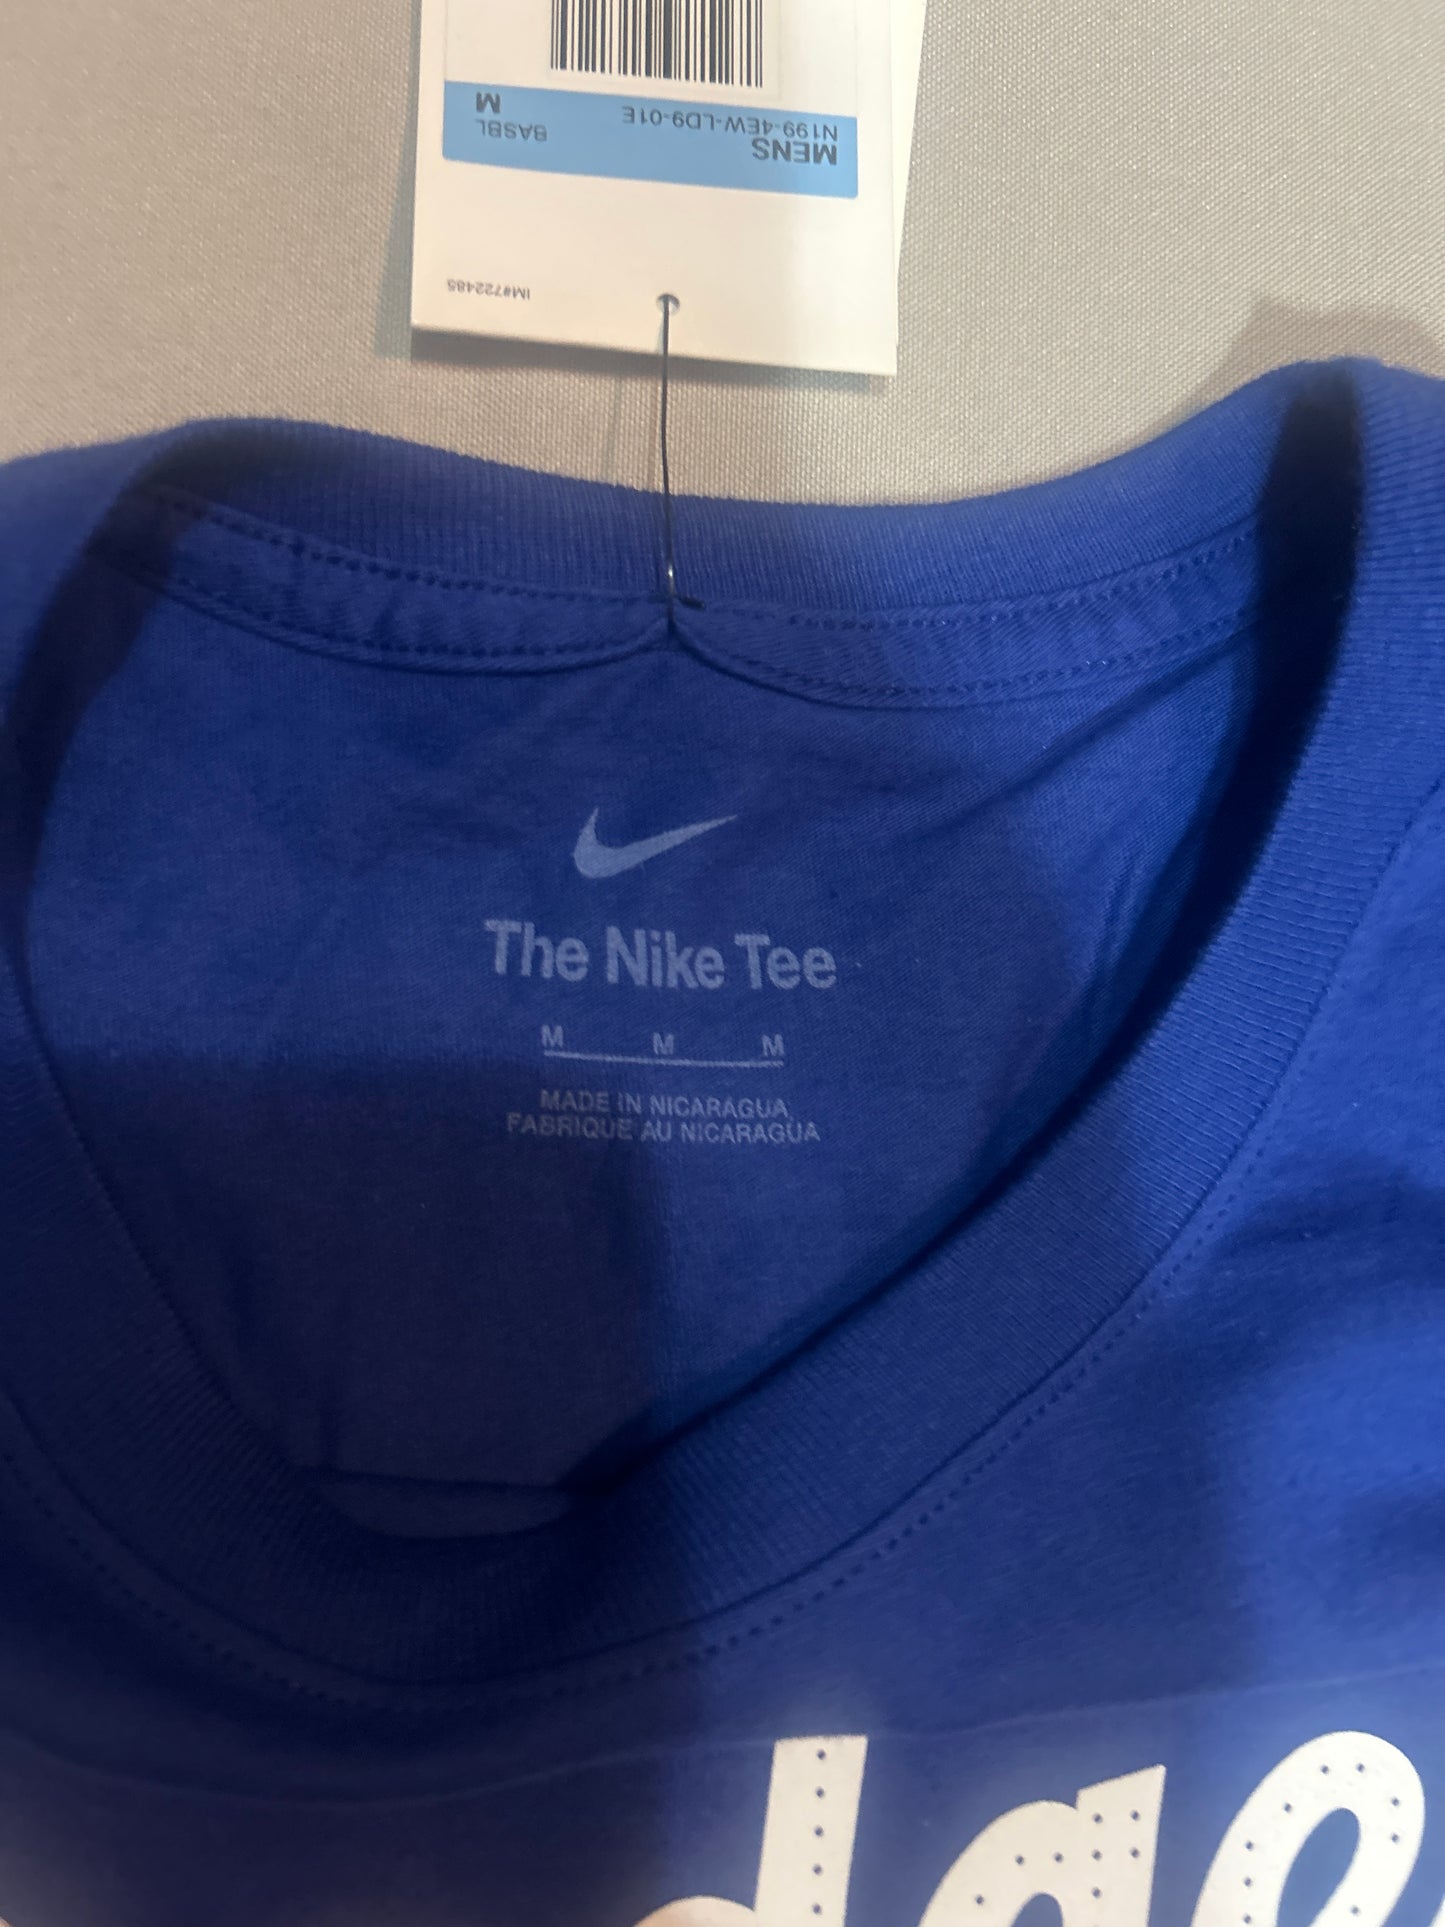 MENS
N199-4EW-LD9-01E
BASBL
M
IM#722485
The Nike Tee
M M M
MADE IN NICARAGUA
FABRIQUE AU NICARAGUA